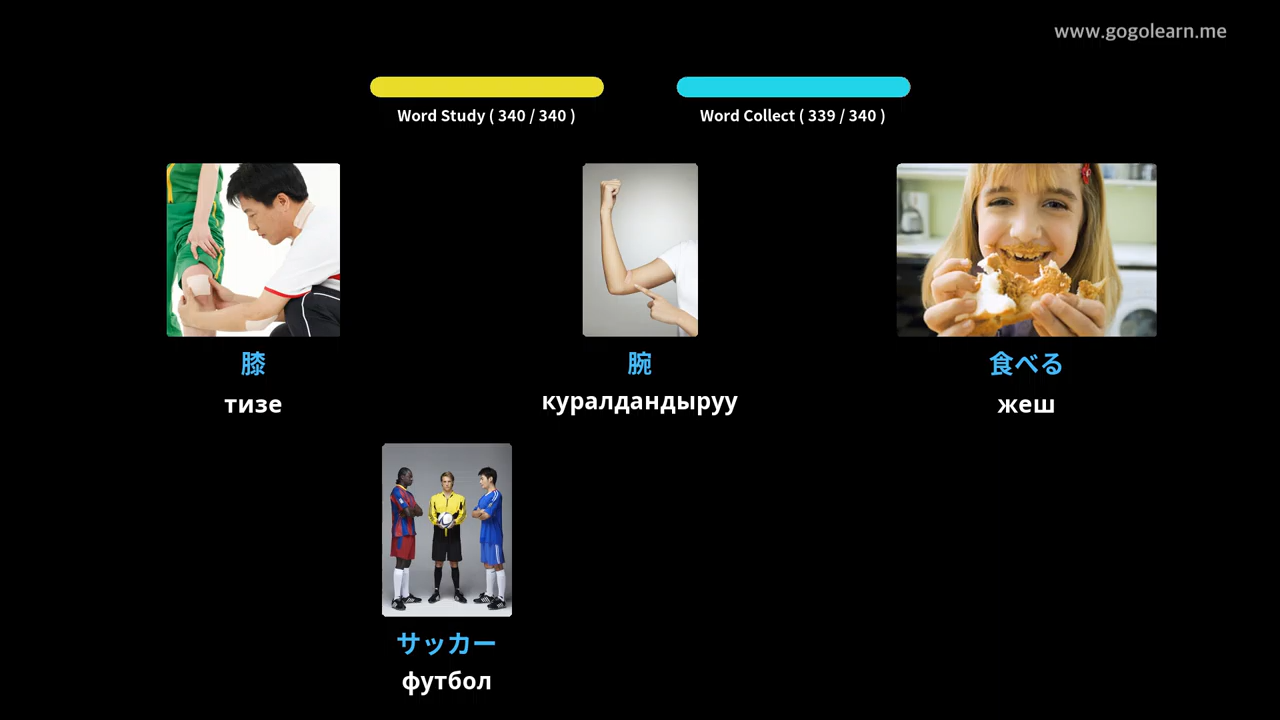 www.gogolearn.me
Word Study ( 340 / 340 )
Word Collect ( 339 / 340 )
膝
тизе
腕
куралдандыруу
食べる
жеш
サッカー
футбол